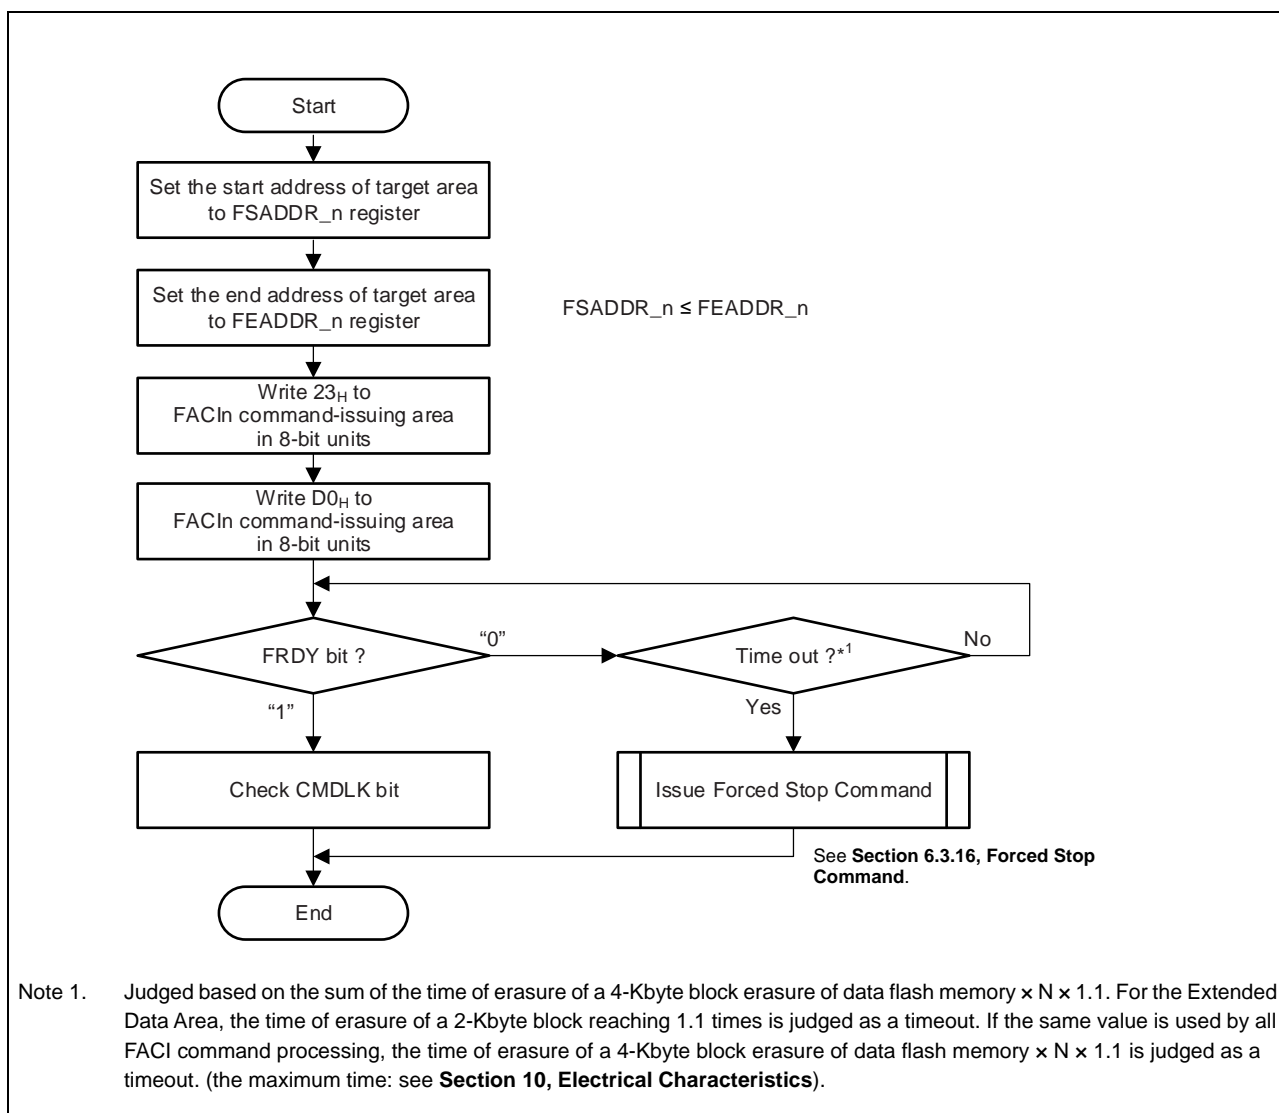 Start
Set the start address of target area
to FSADDR_n register
Set the end address of target area
to FEADDR_n register
FSADDR_n ≤ FEADDR_n
Write 23H to
FACIn command-issuing area
in 8-bit units
Write D0H to
FACIn command-issuing area
in 8-bit units
FRDY bit ?
“0”
Time out ?*1
No
“1”
Yes
Check CMDLK bit
Issue Forced Stop Command
See Section 6.3.16, Forced Stop
Command.
End
Note 1. Judged based on the sum of the time of erasure of a 4-Kbyte block erasure of data flash memory × N × 1.1. For the Extended
Data Area, the time of erasure of a 2-Kbyte block reaching 1.1 times is judged as a timeout. If the same value is used by all
FACI command processing, the time of erasure of a 4-Kbyte block erasure of data flash memory × N × 1.1 is judged as a
timeout. (the maximum time: see Section 10, Electrical Characteristics).